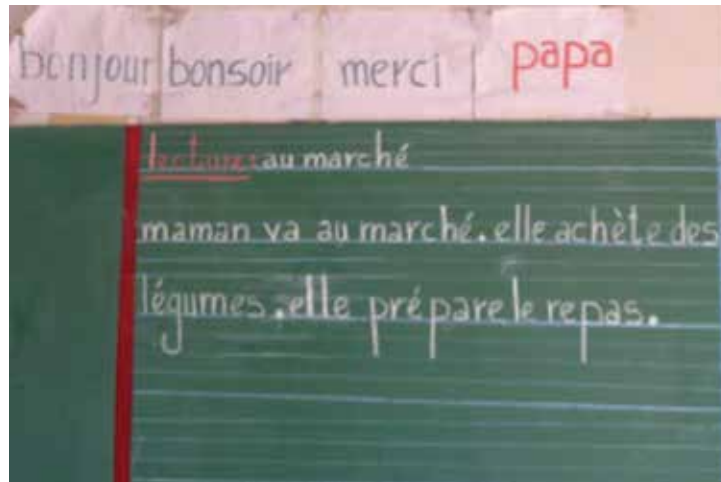 bonjour bonsoir merci papa
lecture: au marché
maman va au marché. elle achète des
légumes. elle prépare le repas.